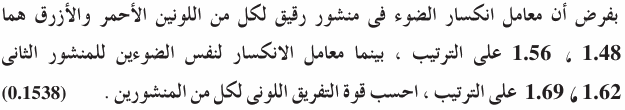 بفرض أن معامل انكسار الضوء فى منشور رقيق لكل من اللونين الأحمر والأزرق هما
1.48 ، 1.56 على الترتيب ، بينما معامل الانكسار لنفس الضوءين للمنشور الثانى
1.62 ، 1.69 على الترتيب ، احسب قوة التفريق اللونى لكل من المنشورين . (0.1538)